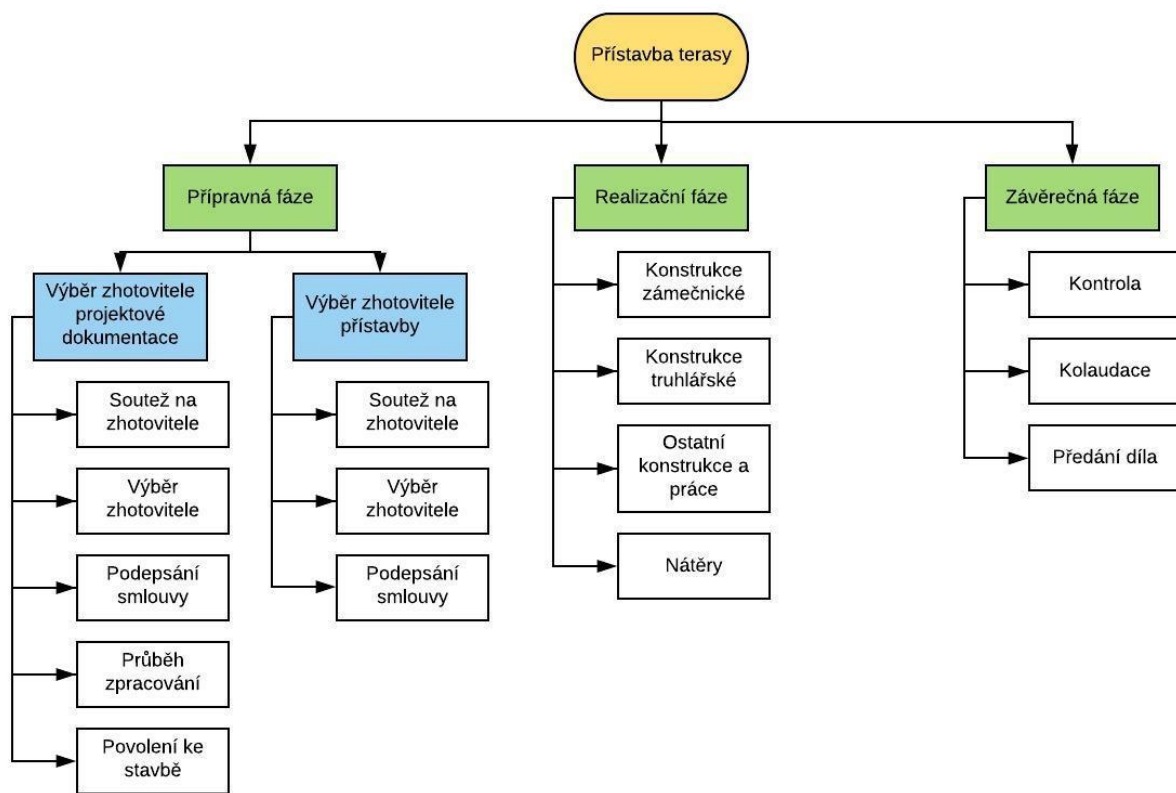 Přístavba terasy
Přípravná fáze
Realizační fáze
Závěrečná fáze
Výběr zhotovitele
projektové
dokumentace
Výběr zhotovitele
přístavby
Soutež na
zhotovitele
Výběr
zhotovitele
Podepsání
smlouvy
Průběh
zpracování
Povolení ke
stavbě
Soutež na
zhotovitele
Výběr
zhotovitele
Podepsání
smlouvy
Konstrukce
zámečnické
Konstrukce
truhlářské
Ostatní
konstrukce a
práce
Nátěry
Kontrola
Kolaudace
Předání díla